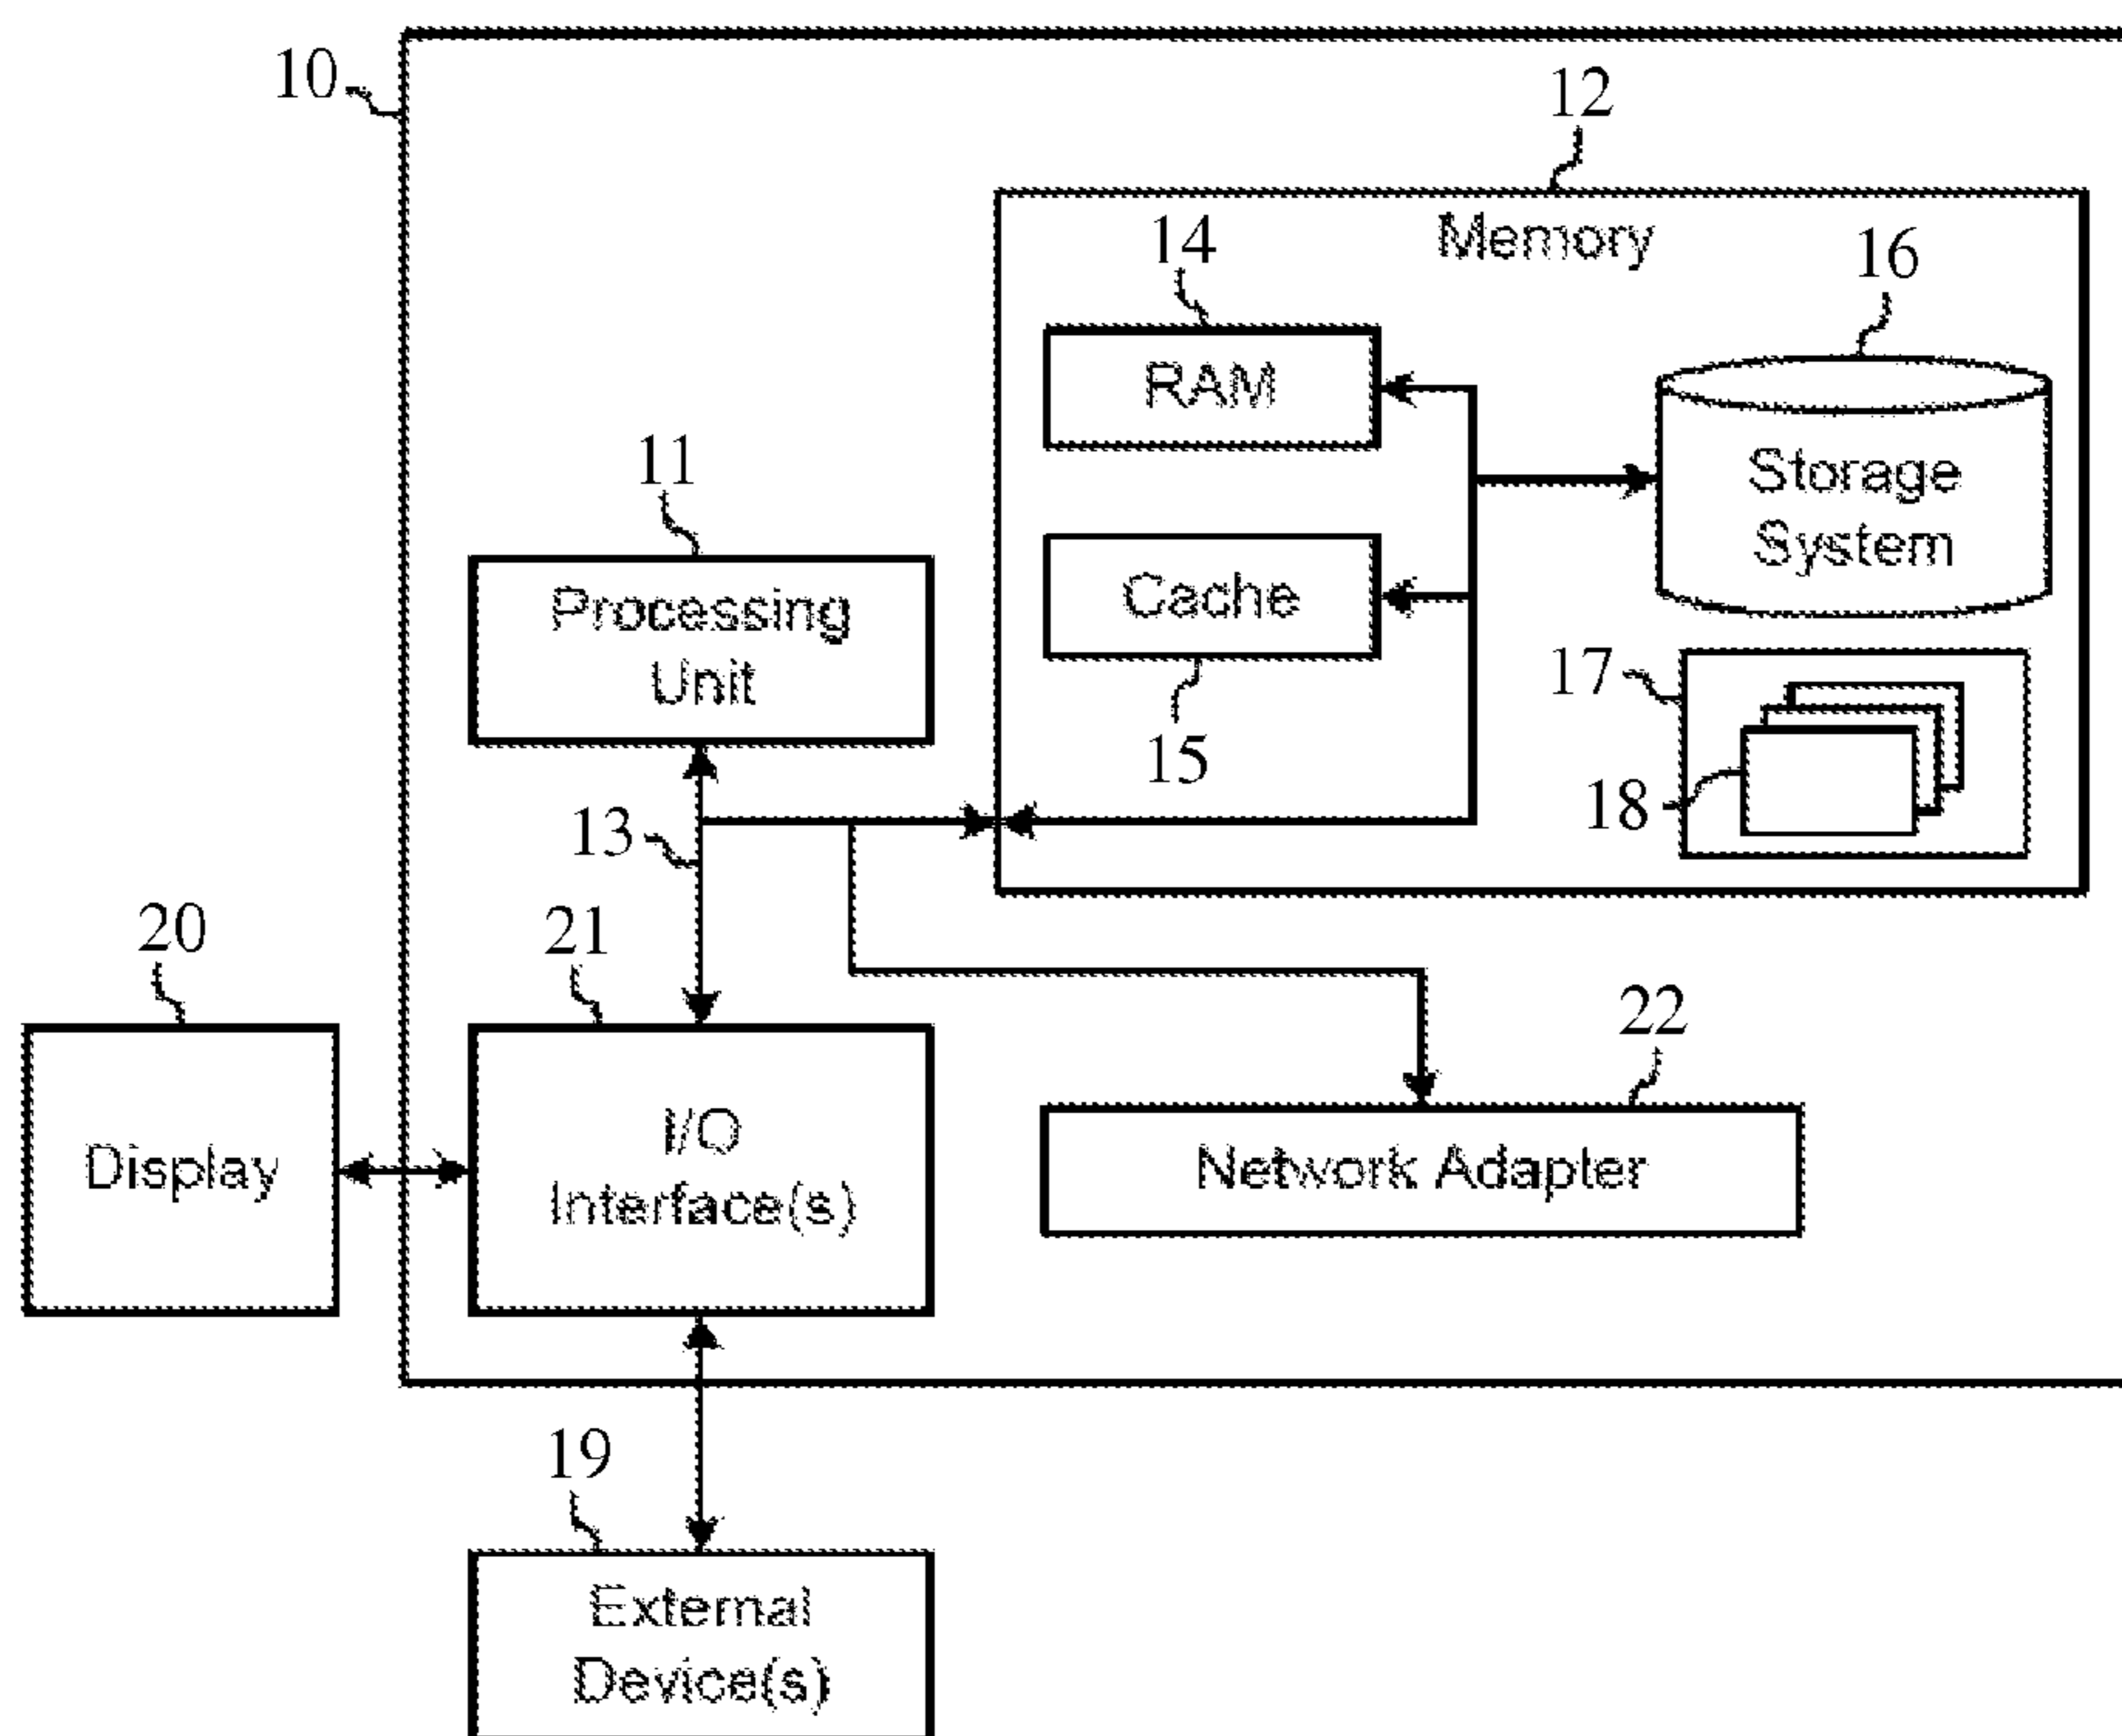 10
12
Memory
14
16
RAM
Storage
System
11
Processing
Unit
Cache
15
17
18
13
20
21
22
Display
I/O
Interface(s)
Network Adapter
19
External
Device(s)